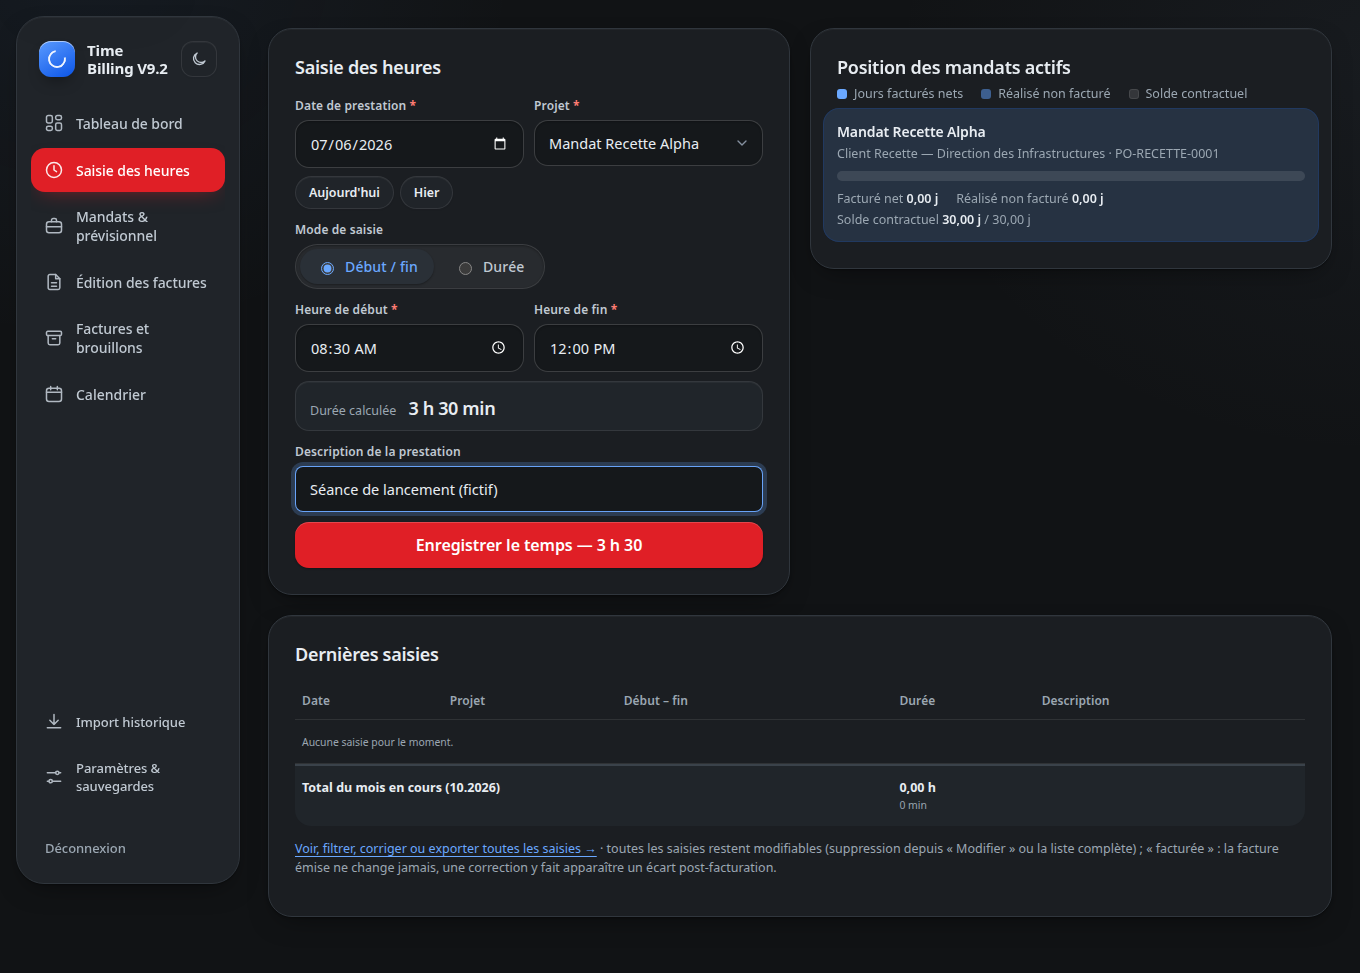 Time
Billing V9.2
Tableau de bord
Saisie des heures
Mandats &
prévisionnel
Édition des factures
Factures et
brouillons
Calendrier
Import historique
Paramètres &
sauvegardes
Déconnexion
Saisie des heures
Date de prestation * Projet *
07/06/2026 Mandat Recette Alpha
Aujourd'hui Hier
Mode de saisie
Début / fin Durée
Heure de début * Heure de fin *
08:30 AM 12:00 PM
Durée calculée 3 h 30 min
Description de la prestation
Séance de lancement (fictif)
Enregistrer le temps — 3 h 30
Position des mandats actifs
Jours facturés nets Réalisé non facturé Solde contractuel
Mandat Recette Alpha
Client Recette — Direction des Infrastructures · PO-RECETTE-0001
Facturé net 0,00 j Réalisé non facturé 0,00 j
Solde contractuel 30,00 j / 30,00 j
Dernières saisies
Date Projet Début – fin Durée Description
Aucune saisie pour le moment.
Total du mois en cours (10.2026) 0,00 h
0 min
Voir, filtrer, corriger ou exporter toutes les saisies → · toutes les saisies restent modifiables (suppression depuis « Modifier » ou la liste complète) ; « facturée » : la facture
émise ne change jamais, une correction y fait apparaître un écart post-facturation.